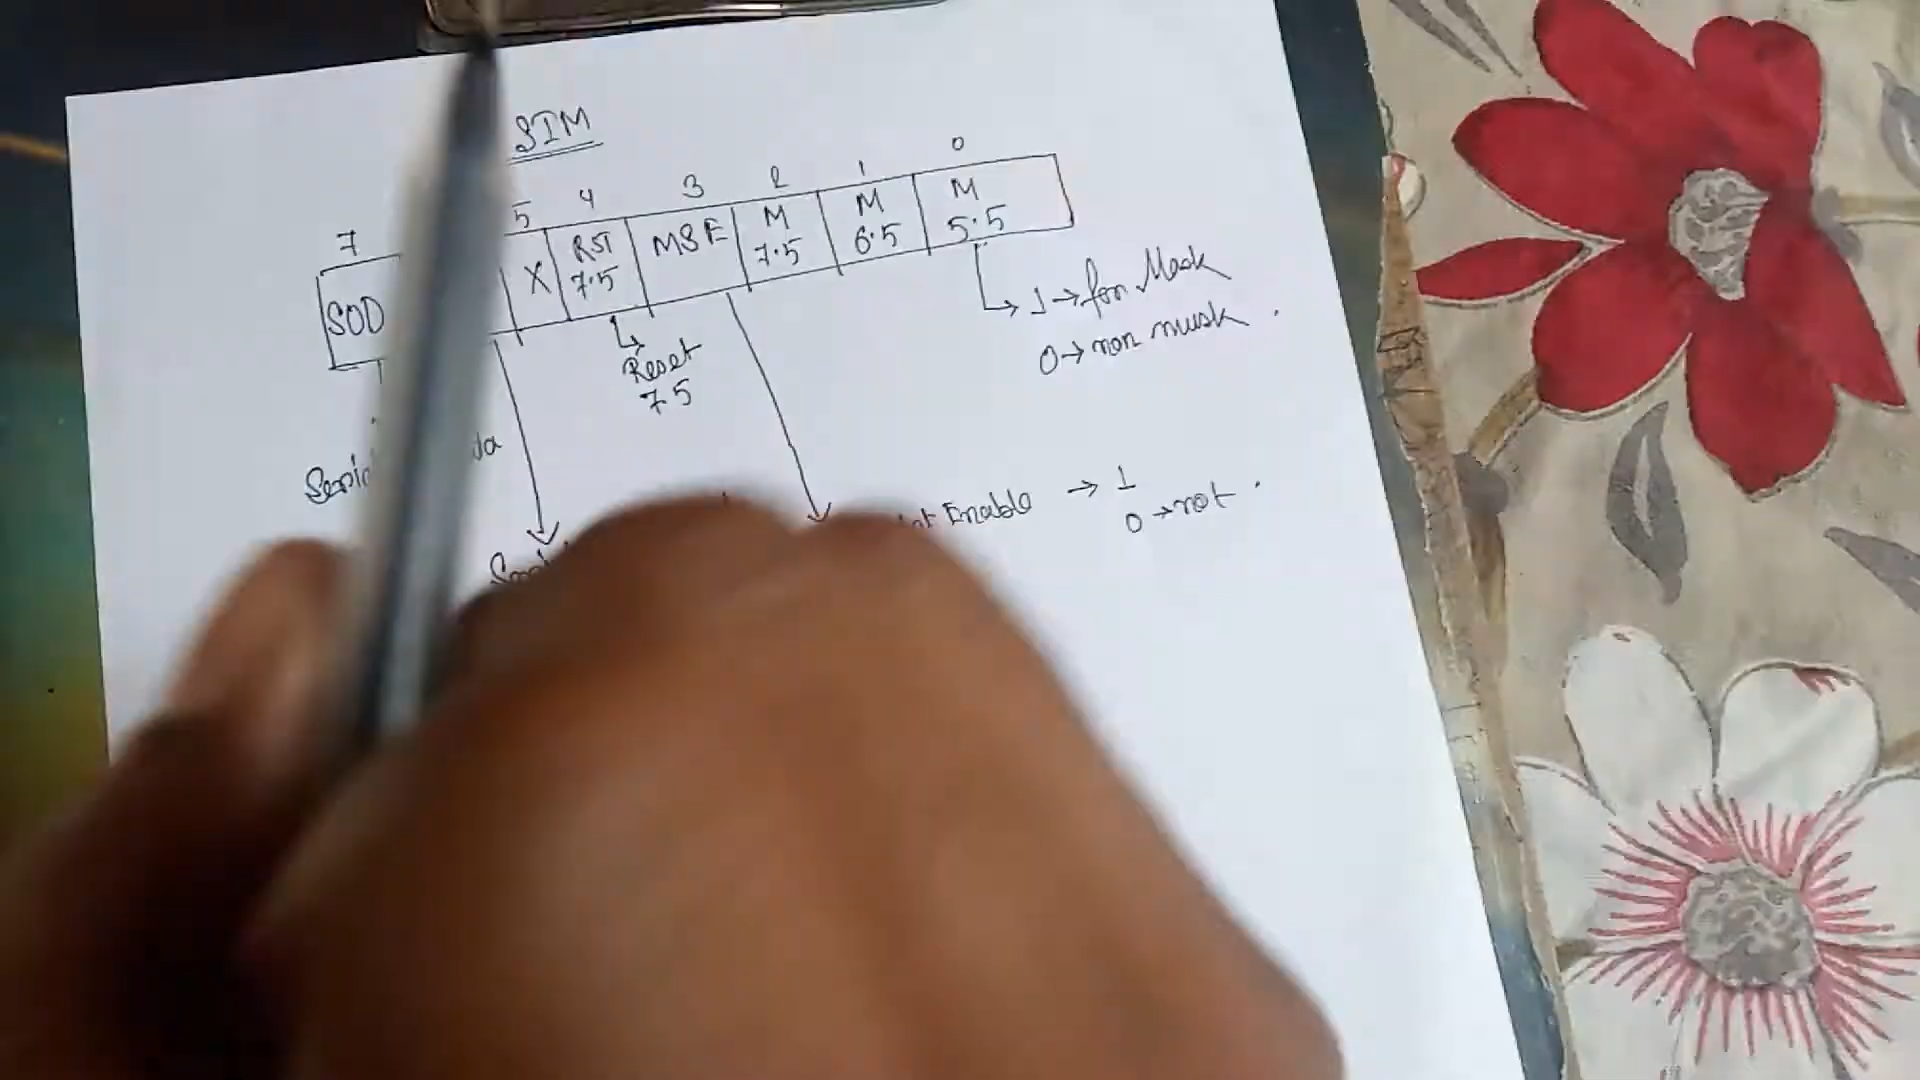 SIM
7 5 4 3 2 1 0
SOD X RST 7.5 MSE M 7.5 M 6.5 M 5.5
1 → for Mask
0 → non musk .
Reset
7.5
Enable → 1
0 → not .